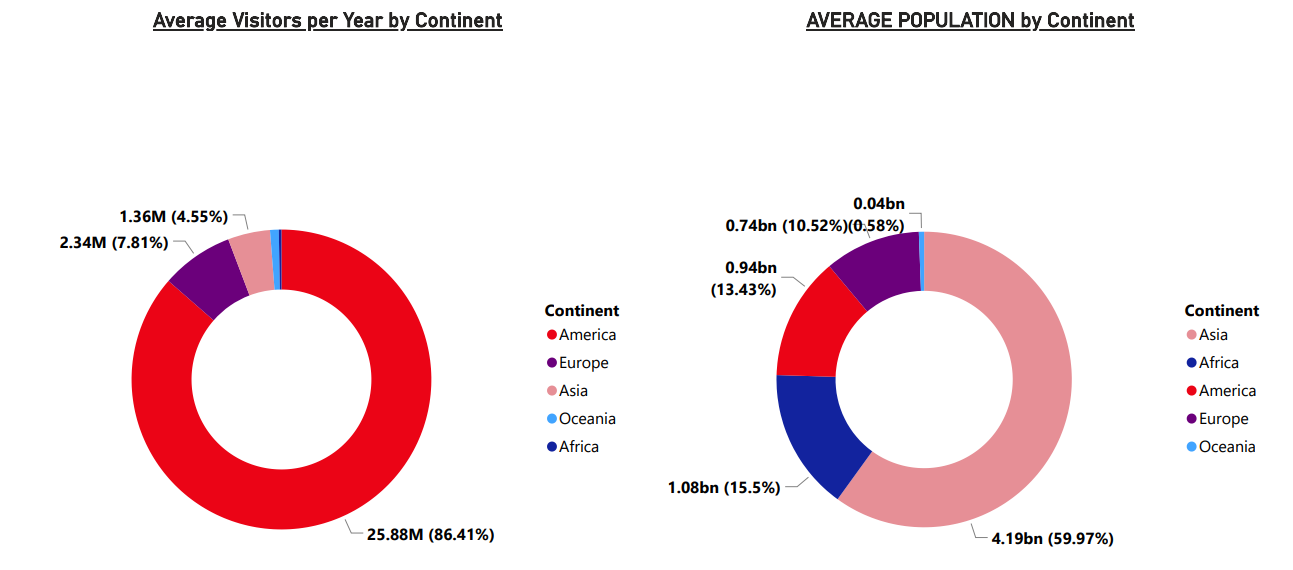 Average Visitors per Year by Continent
1.36M (4.55%)
2.34M (7.81%)
25.88M (86.41%)
Continent
America
Europe
Asia
Oceania
Africa
AVERAGE POPULATION by Continent
0.04bn
(0.58%)
0.74bn (10.52%)
0.94bn
(13.43%)
1.08bn (15.5%)
4.19bn (59.97%)
Continent
Asia
Africa
America
Europe
Oceania